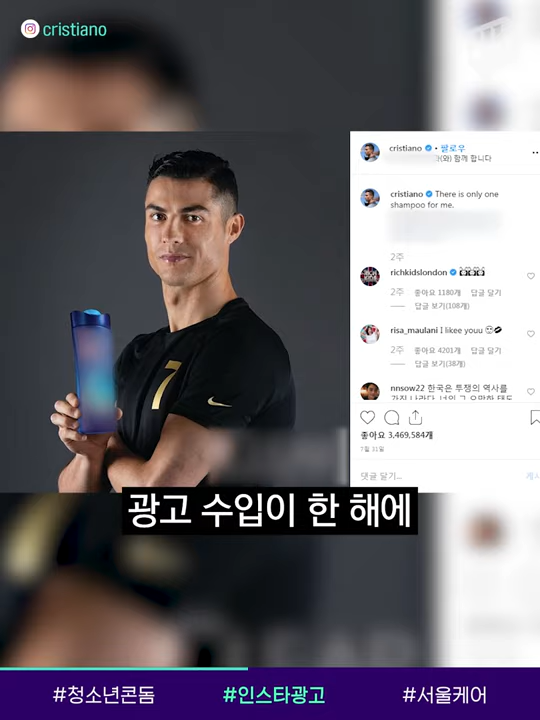 cristiano
cristiano • 팔로우
(와) 함께 합니다
cristiano There is only one
shampoo for me.
2주
richkidslondon
2주 좋아요 1180개 답글 달기
답글 보기(108개)
risa_maulani I likee youu
2주 좋아요 4201개 답글 달기
답글 보기(38개)
nnsow22 한국은 투쟁의 역사를
좋아요 3,469,584개
7월 31일
댓글 달기...
7
광고 수입이 한 해에
#청소년콘돔 #인스타광고 #서울케어